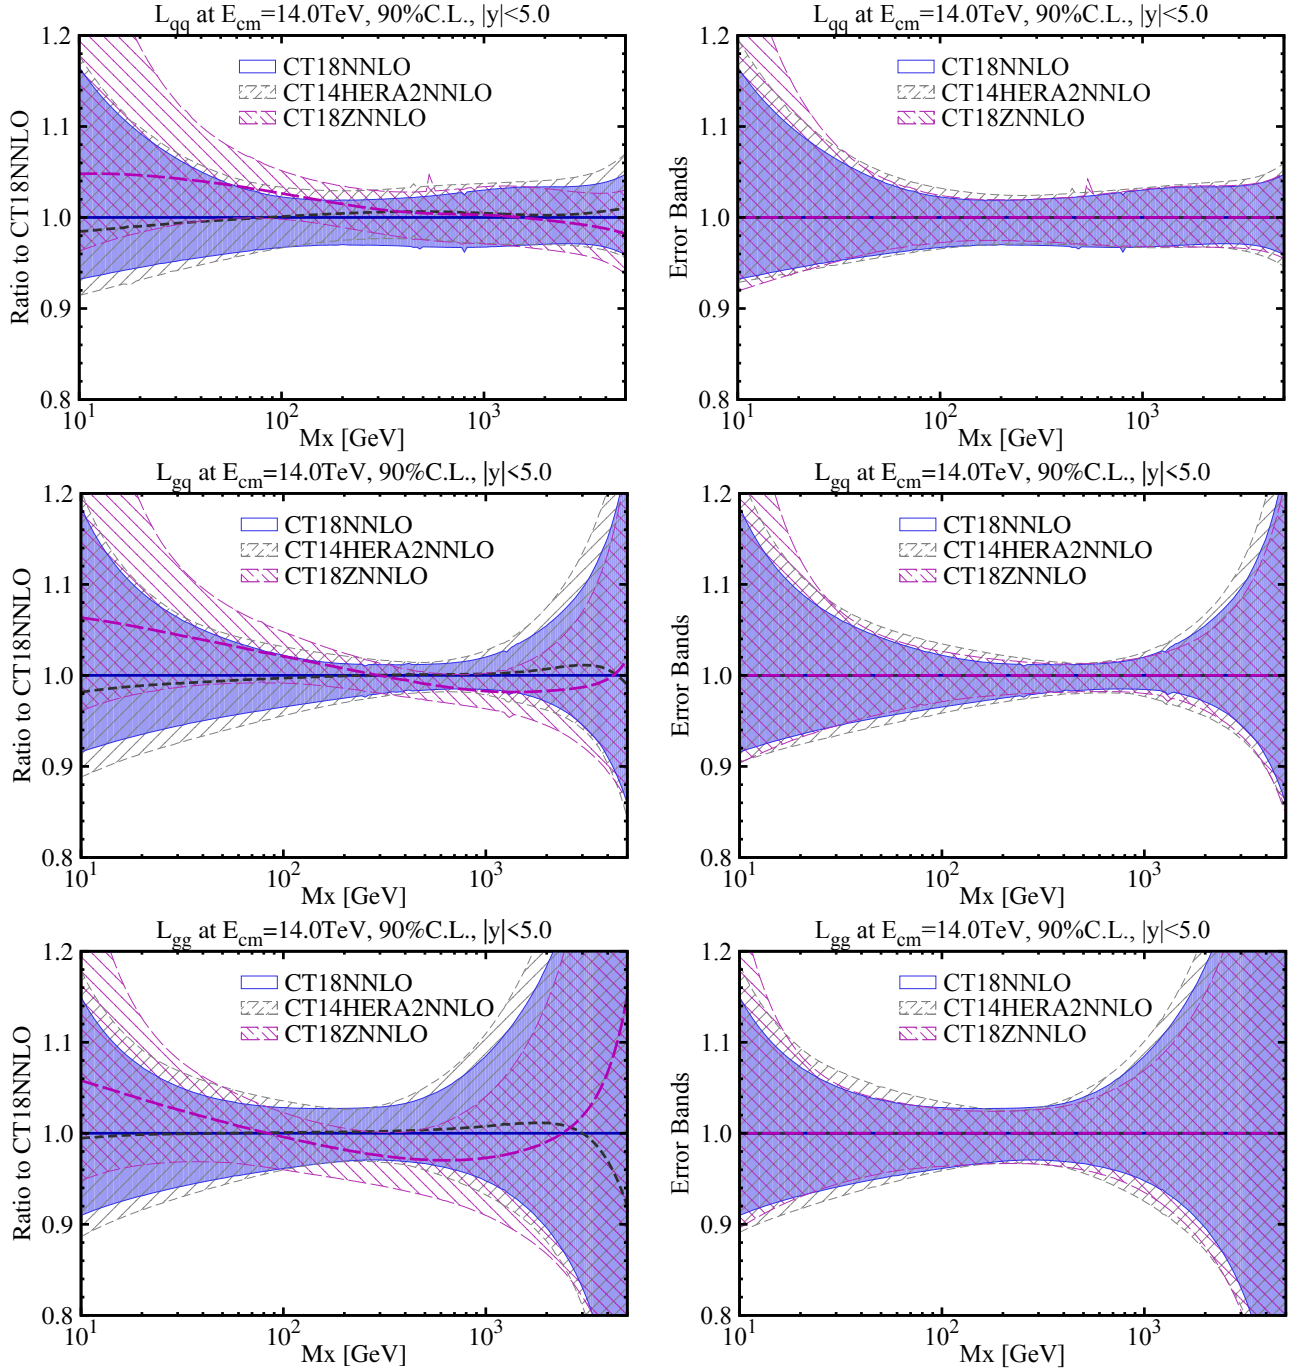 L_qq at E_cm=14.0TeV, 90%C.L., |y|<5.0
Ratio to CT18NNLO
1.2
1.1
1.0
0.9
0.8
CT18NNLO
CT14HERA2NNLO
CT18ZNNLO
10^1
10^2
10^3
Mx [GeV]
L_qq at E_cm=14.0TeV, 90%C.L., |y|<5.0
Error Bands
1.2
1.1
1.0
0.9
0.8
CT18NNLO
CT14HERA2NNLO
CT18ZNNLO
10^1
10^2
10^3
Mx [GeV]
L_gq at E_cm=14.0TeV, 90%C.L., |y|<5.0
Ratio to CT18NNLO
1.2
1.1
1.0
0.9
0.8
CT18NNLO
CT14HERA2NNLO
CT18ZNNLO
10^1
10^2
10^3
Mx [GeV]
L_gq at E_cm=14.0TeV, 90%C.L., |y|<5.0
Error Bands
1.2
1.1
1.0
0.9
0.8
CT18NNLO
CT14HERA2NNLO
CT18ZNNLO
10^1
10^2
10^3
Mx [GeV]
L_gg at E_cm=14.0TeV, 90%C.L., |y|<5.0
Ratio to CT18NNLO
1.2
1.1
1.0
0.9
0.8
CT18NNLO
CT14HERA2NNLO
CT18ZNNLO
10^1
10^2
10^3
Mx [GeV]
L_gg at E_cm=14.0TeV, 90%C.L., |y|<5.0
Error Bands
1.2
1.1
1.0
0.9
0.8
CT18NNLO
CT14HERA2NNLO
CT18ZNNLO
10^1
10^2
10^3
Mx [GeV]